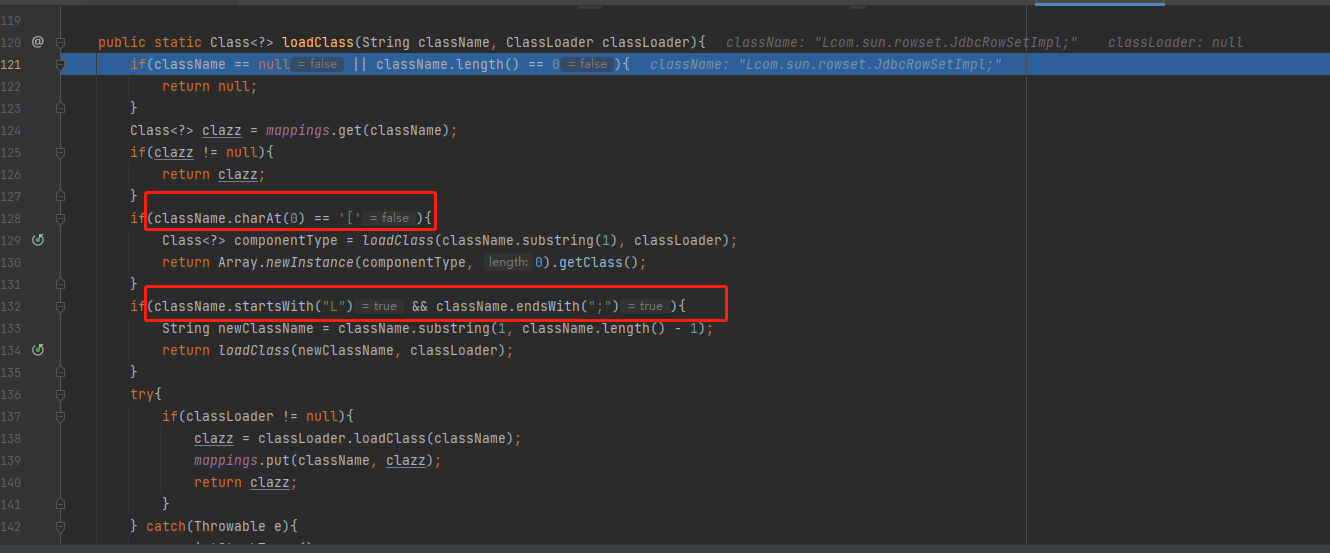 119
120 @ public static Class<?> loadClass(String className, ClassLoader classLoader){ className: "Lcom.sun.rowset.JdbcRowSetImpl;" classLoader: null
121 if(className == null = false || className.length() == 0 = false ){ className: "Lcom.sun.rowset.JdbcRowSetImpl;"
122 return null;
123 }
124 Class<?> clazz = mappings.get(className);
125 if(clazz != null){
126 return clazz;
127 }
128 if(className.charAt(0) == '[' = false ){
129 Class<?> componentType = loadClass(className.substring(1), classLoader);
130 return Array.newInstance(componentType, length: 0).getClass();
131 }
132 if(className.startsWith("L") = true && className.endsWith(";") = true ){
133 String newClassName = className.substring(1, className.length() - 1);
134 return loadClass(newClassName, classLoader);
135 }
136 try{
137 if(classLoader != null){
138 clazz = classLoader.loadClass(className);
139 mappings.put(className, clazz);
140 return clazz;
141 }
142 } catch(Throwable e){